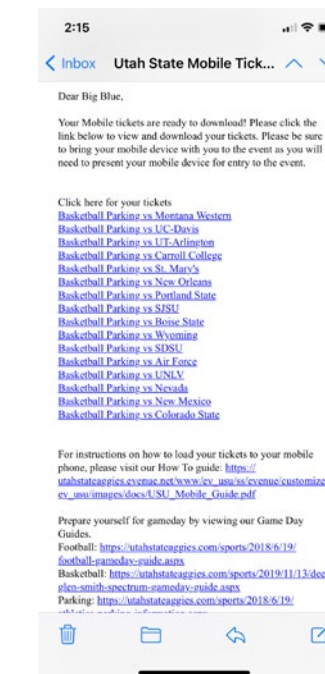 2:15
Inbox Utah State Mobile Tick...
Dear Big Blue,
Your Mobile tickets are ready to download! Please click the
link below to view and download your tickets. Please be sure
to bring your mobile device with you to the event as you will
need to present your mobile device for entry to the event.
Click here for your tickets
Basketball Parking vs Montana Western
Basketball Parking vs UC-Davis
Basketball Parking vs UT-Arlington
Basketball Parking vs Carroll College
Basketball Parking vs St. Mary's
Basketball Parking vs New Orleans
Basketball Parking vs Portland State
Basketball Parking vs SJSU
Basketball Parking vs Boise State
Basketball Parking vs Wyoming
Basketball Parking vs SDSU
Basketball Parking vs Air Force
Basketball Parking vs UNLV
Basketball Parking vs Nevada
Basketball Parking vs New Mexico
Basketball Parking vs Colorado State
For instructions on how to load your tickets to your mobile
phone, please visit our How To guide: https://
utahstateaggies.evenue.net/www/ev_usu/ss/evenue/customize
ev_usu/images/docs/USU_Mobile_Guide.pdf
Prepare yourself for gameday by viewing our Game Day
Guides.
Football: https://utahstateaggies.com/sports/2018/6/19/
football-gameday-guide.aspx
Basketball: https://utahstateaggies.com/sports/2019/11/13/dee
glen-smith-spectrum-gameday-guide.aspx
Parking: https://utahstateaggies.com/sports/2018/6/19/
athletics-parking-information.aspx